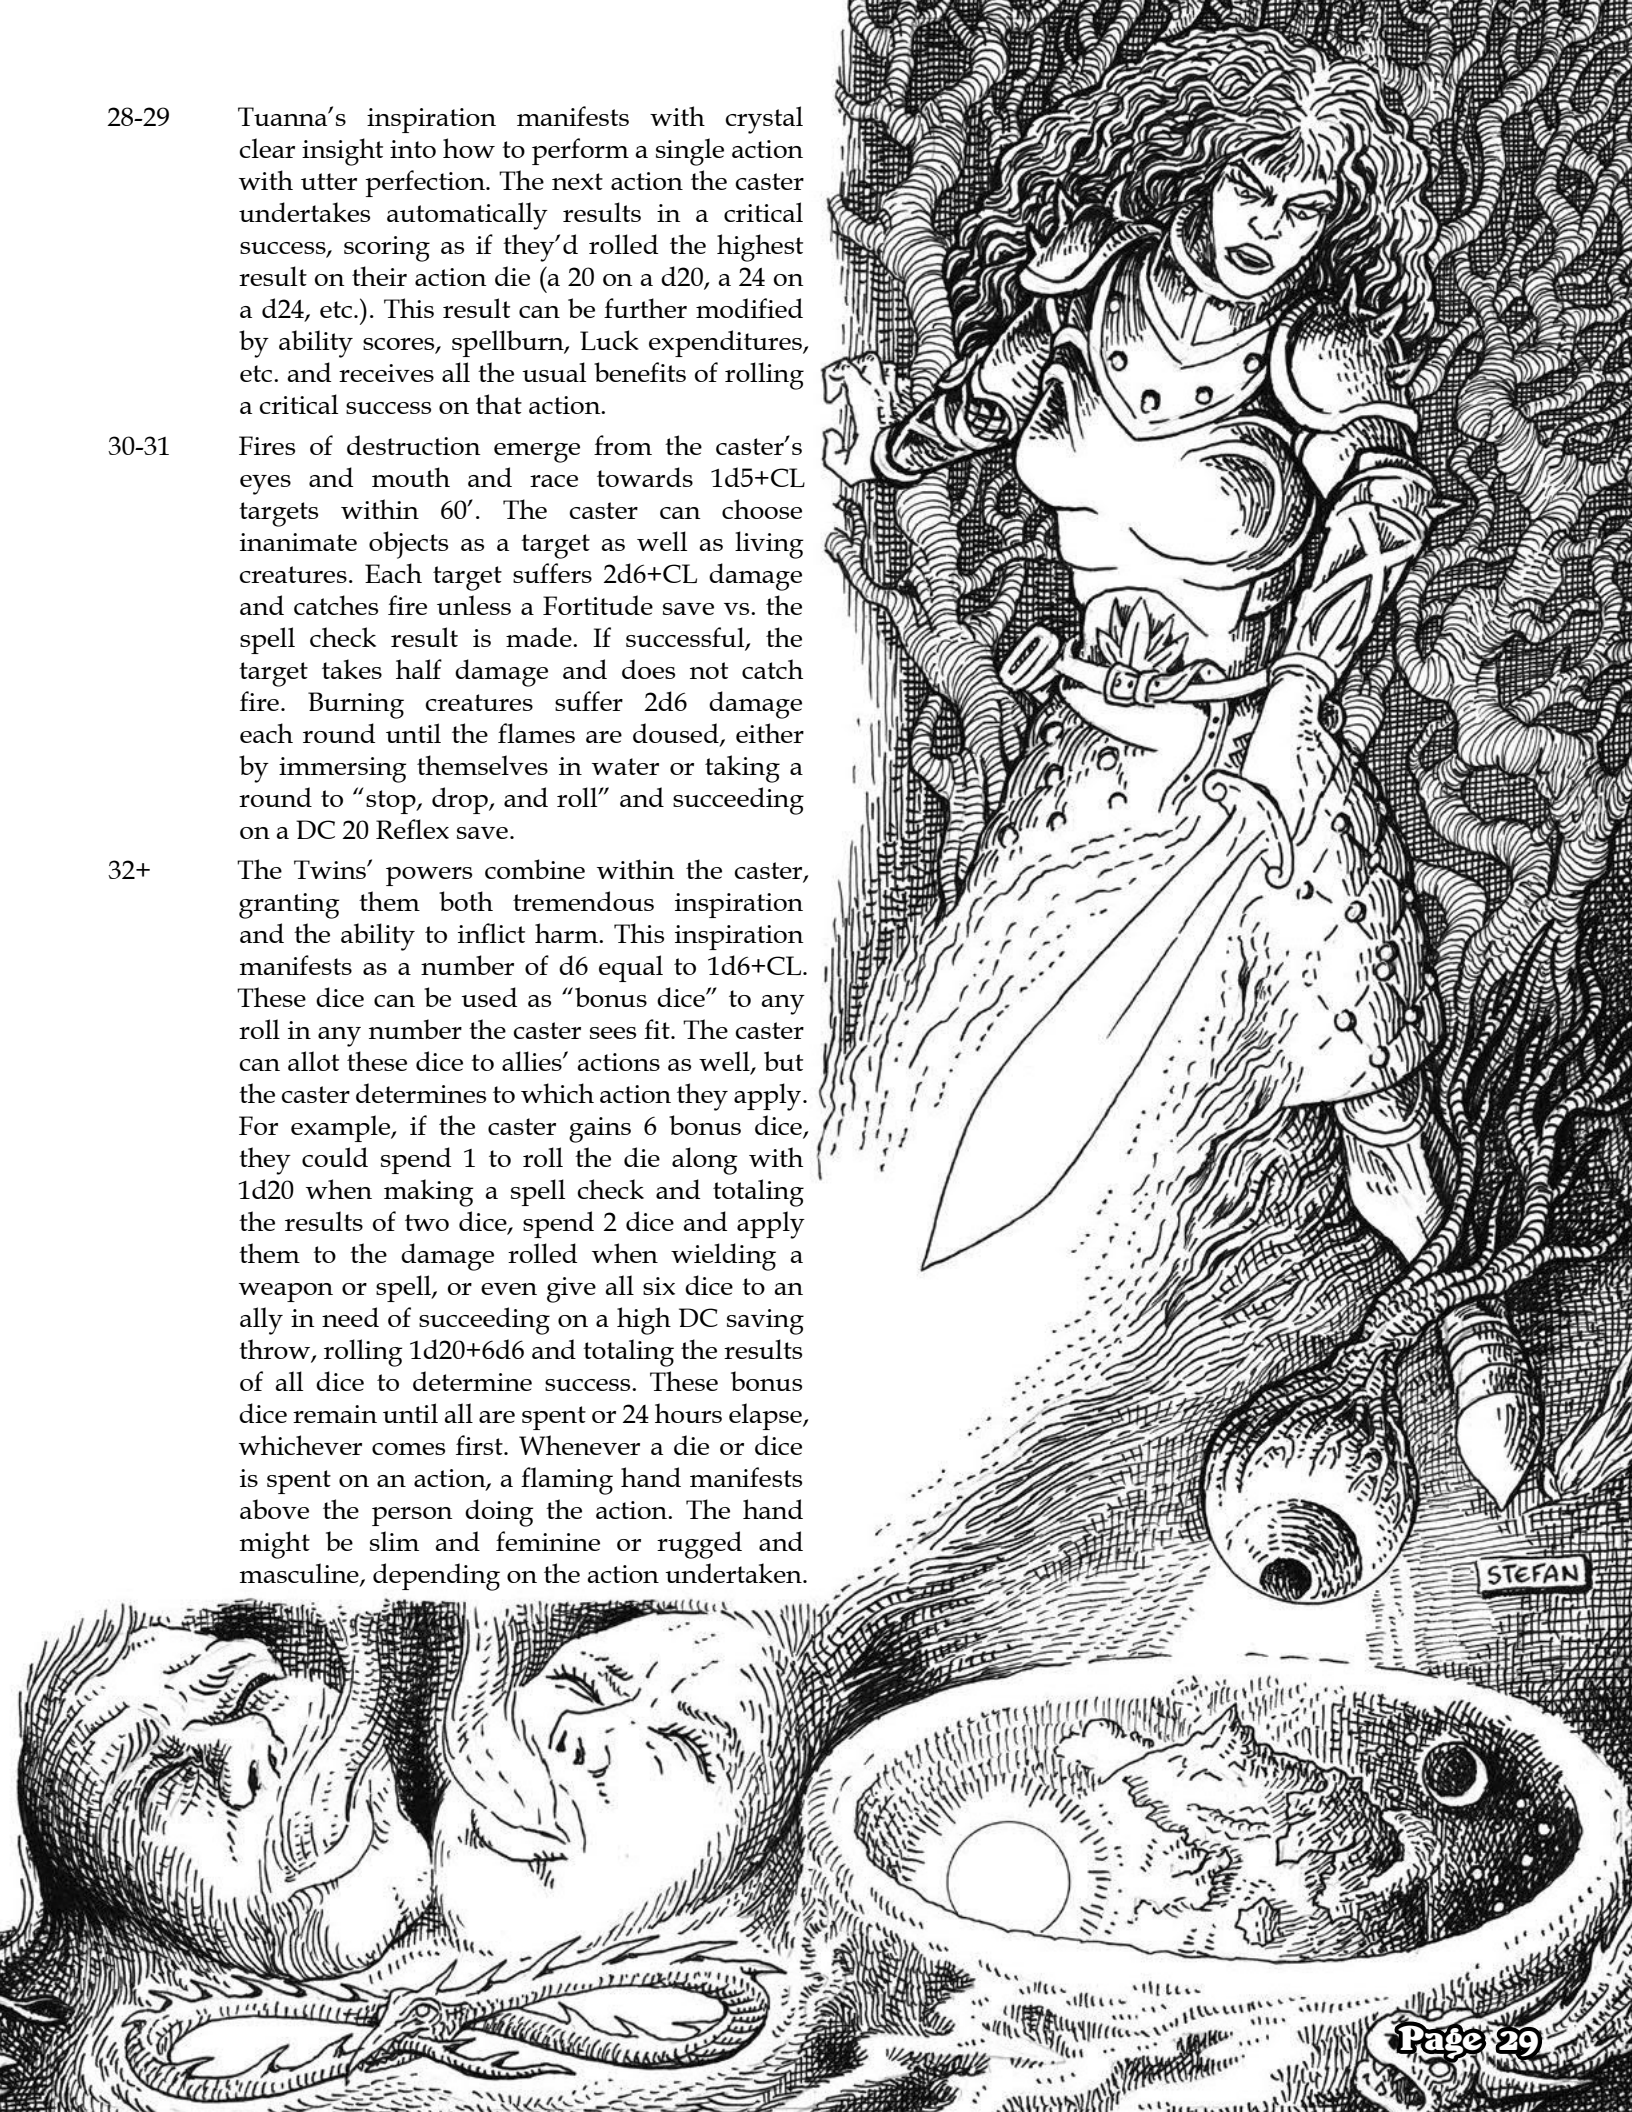 28-29 Tuanna’s inspiration manifests with crystal
clear insight into how to perform a single action
with utter perfection. The next action the caster
undertakes automatically results in a critical
success, scoring as if they’d rolled the highest
result on their action die (a 20 on a d20, a 24 on
a d24, etc.). This result can be further modified
by ability scores, spellburn, Luck expenditures,
etc. and receives all the usual benefits of rolling
a critical success on that action.
30-31 Fires of destruction emerge from the caster’s
eyes and mouth and race towards 1d5+CL
targets within 60′. The caster can choose
inanimate objects as a target as well as living
creatures. Each target suffers 2d6+CL damage
and catches fire unless a Fortitude save vs. the
spell check result is made. If successful, the
target takes half damage and does not catch
fire. Burning creatures suffer 2d6 damage
each round until the flames are doused, either
by immersing themselves in water or taking a
round to “stop, drop, and roll” and succeeding
on a DC 20 Reflex save.
32+ The Twins’ powers combine within the caster,
granting them both tremendous inspiration
and the ability to inflict harm. This inspiration
manifests as a number of d6 equal to 1d6+CL.
These dice can be used as “bonus dice” to any
roll in any number the caster sees fit. The caster
can allot these dice to allies’ actions as well, but
the caster determines to which action they apply.
For example, if the caster gains 6 bonus dice,
they could spend 1 to roll the die along with
1d20 when making a spell check and totaling
the results of two dice, spend 2 dice and apply
them to the damage rolled when wielding a
weapon or spell, or even give all six dice to an
ally in need of succeeding on a high DC saving
throw, rolling 1d20+6d6 and totaling the results
of all dice to determine success. These bonus
dice remain until all are spent or 24 hours elapse,
whichever comes first. Whenever a die or dice
is spent on an action, a flaming hand manifests
above the person doing the action. The hand
might be slim and feminine or rugged and
masculine, depending on the action undertaken.
STEFAN
Page 29